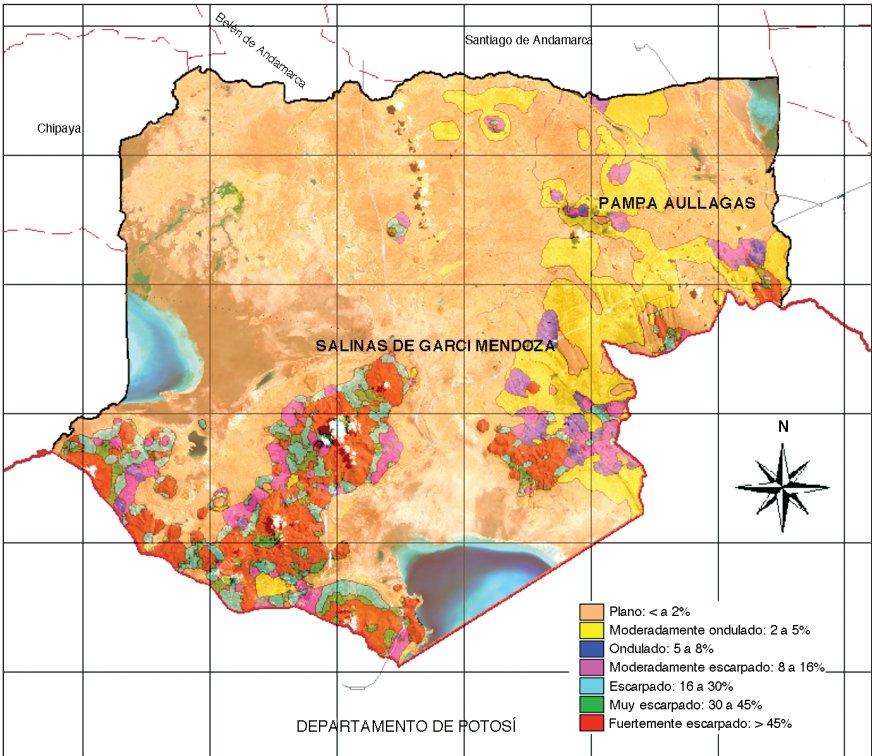 Belén de Andamarca
Santiago de Andamarca
Chipaya
PAMPA AULLAGAS
SALINAS DE GARCI MENDOZA
N
Plano: < a 2%
Moderadamente ondulado: 2 a 5%
Ondulado: 5 a 8%
Moderadamente escarpado: 8 a 16%
Escarpado: 16 a 30%
Muy escarpado: 30 a 45%
Fuertemente escarpado: > 45%
DEPARTAMENTO DE POTOSÍ